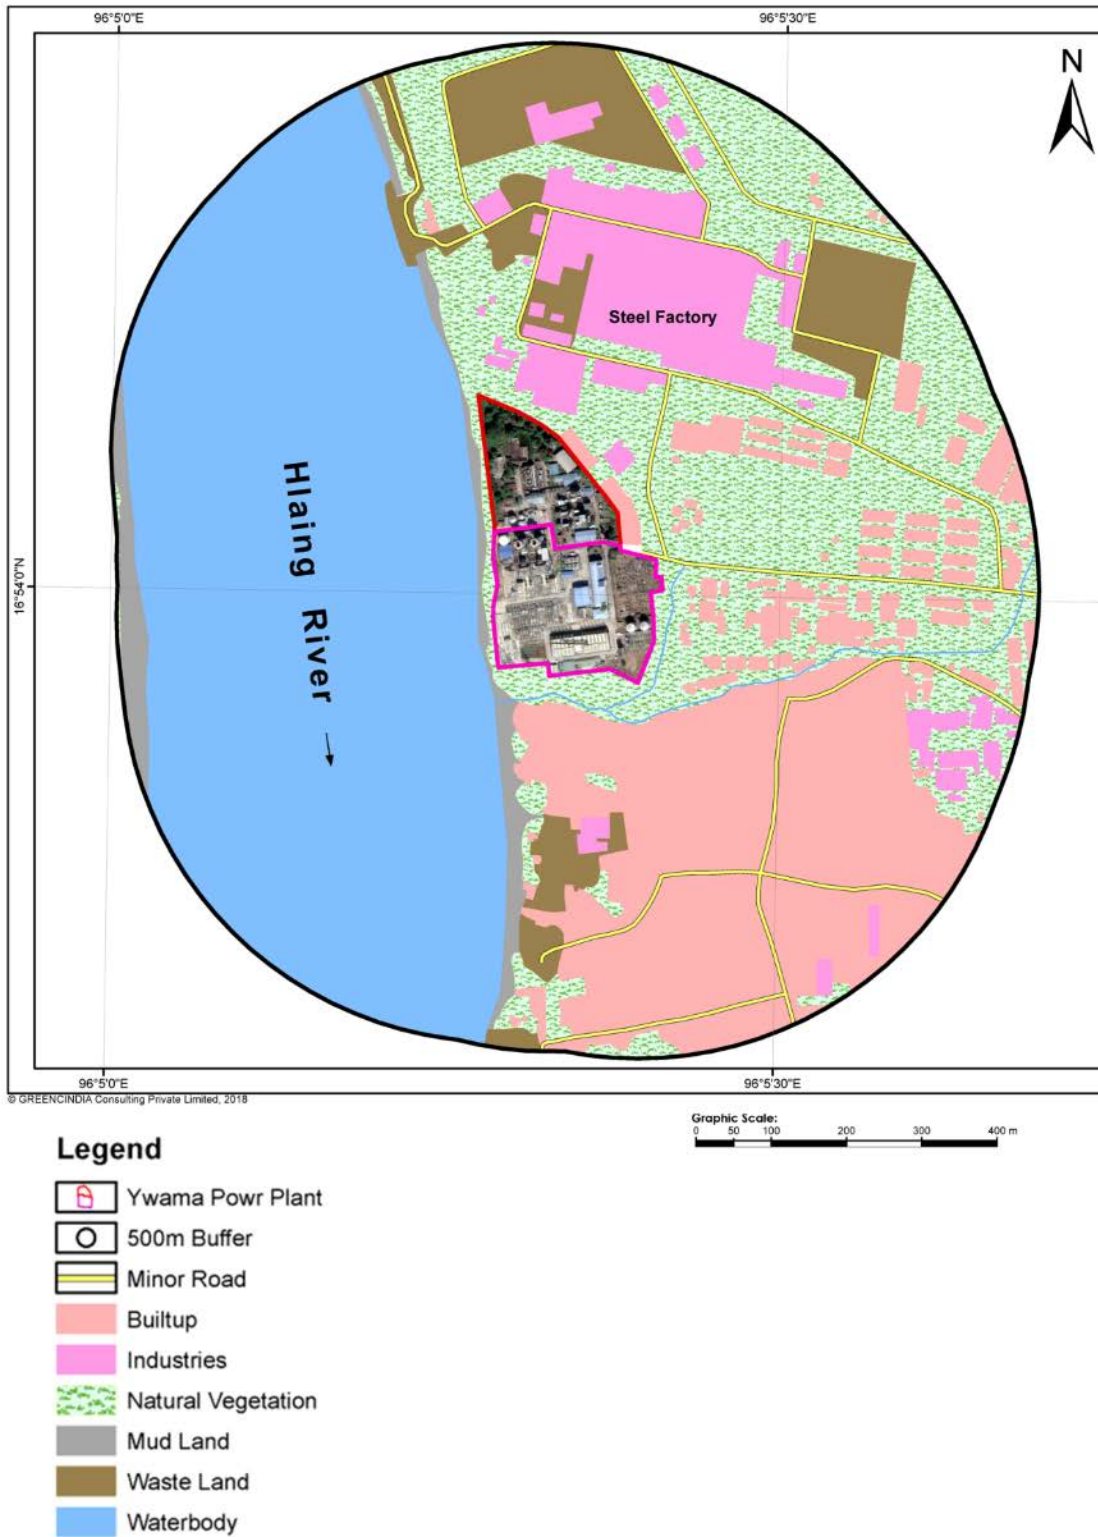 96°5'0"E
96°5'30"E
N
Steel Factory
Hlaing River
16°54'0"N
96°5'0"E
96°5'30"E
© GREENCINDIA Consulting Private Limited, 2018
Graphic Scale:
0 50 100 200 300 400 m
Legend
Ywama Powr Plant
500m Buffer
Minor Road
Builtup
Industries
Natural Vegetation
Mud Land
Waste Land
Waterbody